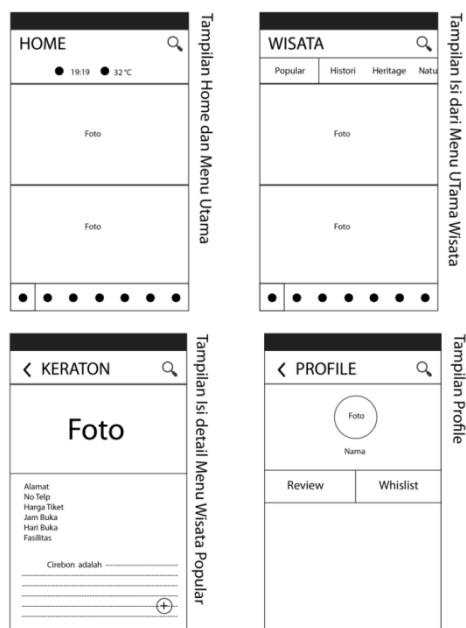 HOME
19:19 32°C
Foto
Foto
Tampilan Home dan Menu Utama
WISATA
Popular Histori Heritage Natu
Foto
Foto
Tampilan Isi dari Menu UTama Wisata
KERATON
Foto
Alamat
No Telp
Harga Tiket
Jam Buka
Hari Buka
Fasilitas
Cirebon adalah
Tampilan Isi detail Menu Wisata Popular
PROFILE
Foto
Nama
Review Whislist
Tampilan Profile